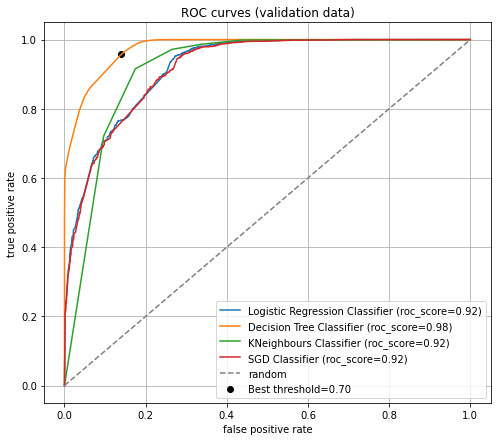 ROC curves (validation data)
true positive rate
1.0
0.8
0.6
0.4
0.2
0.0
Logistic Regression Classifier (roc_score=0.92)
Decision Tree Classifier (roc_score=0.98)
KNeighbours Classifier (roc_score=0.92)
SGD Classifier (roc_score=0.92)
random
Best threshold=0.70
0.0 0.2 0.4 0.6 0.8 1.0
false positive rate